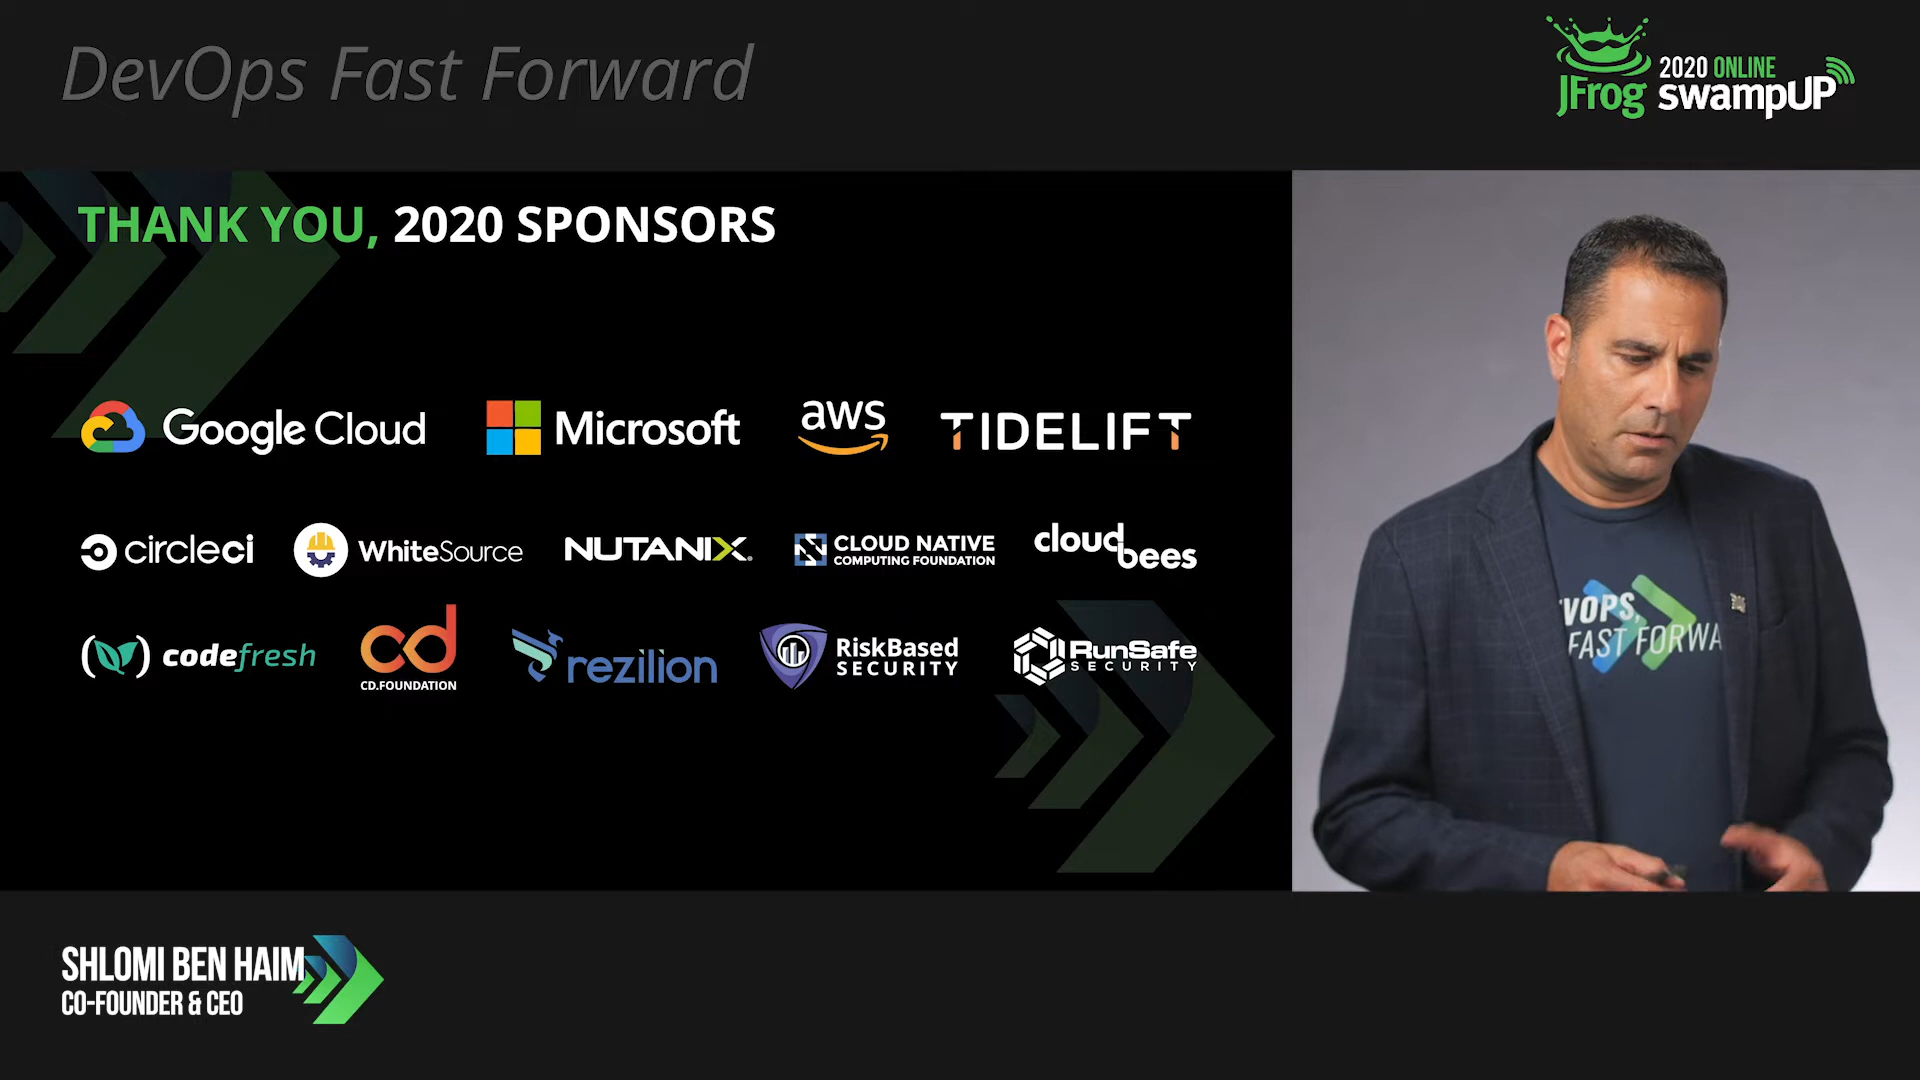 DevOps Fast Forward
JFrog 2020 ONLINE swampUP
THANK YOU, 2020 SPONSORS
Google Cloud Microsoft aws TIDELIFT
circleci WhiteSource NUTANIX. CLOUD NATIVE COMPUTING FOUNDATION cloudbees
codefresh cd CD.FOUNDATION rezilion RiskBased SECURITY RunSafe SECURITY
VOPS,
FAST FORWA
SHLOMI BEN HAIM
CO-FOUNDER & CEO